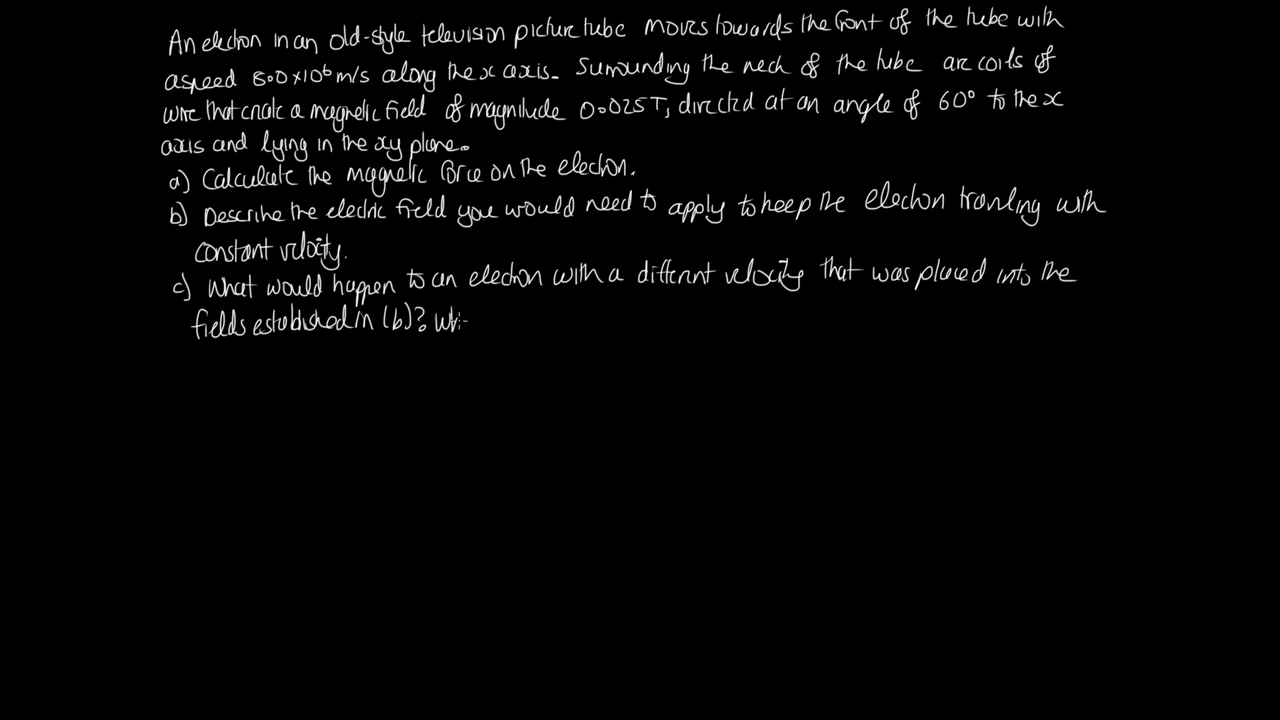 An electron in an old-style television picture tube moves towards the front of the tube with
a speed 8.0×10⁶ m/s along the x axis. Surrounding the neck of the tube are coils of
wire that create a magnetic field of magnitude 0.025T, directed at an angle of 60° to the x
axis and lying in the xy plane.
a) Calculate the magnetic force on the electron.
b) Describe the electric field you would need to apply to keep the electron traveling with
constant velocity.
c) What would happen to an electron with a different velocity that was placed into the
fields established in (b)?